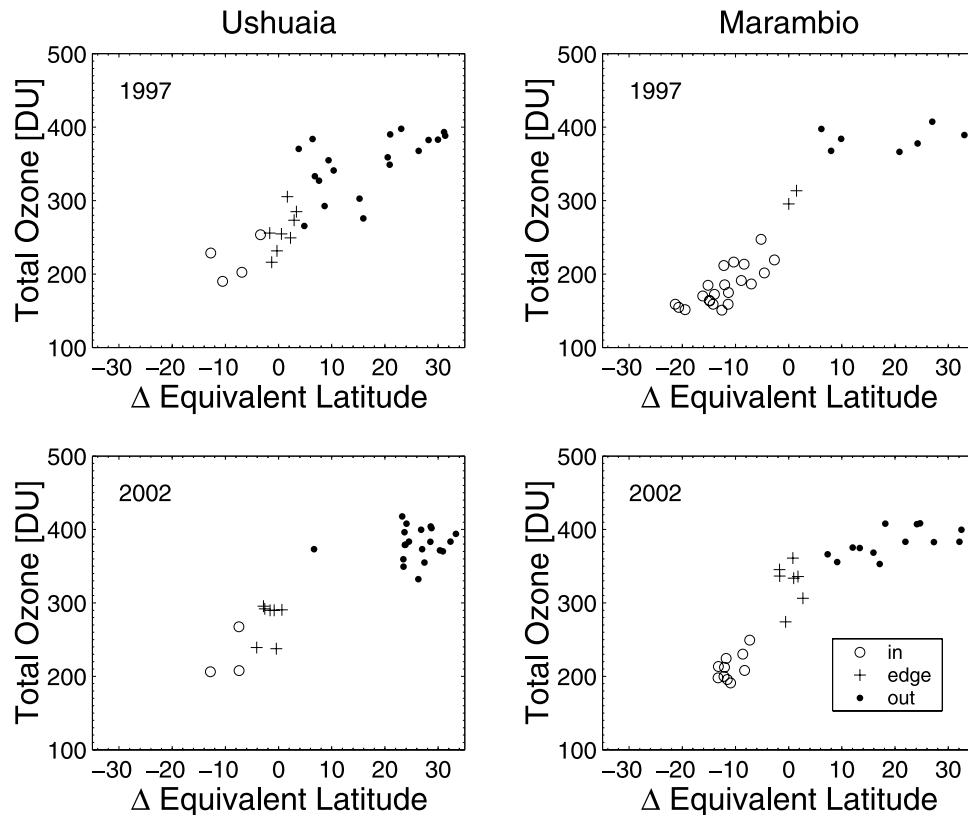 Ushuaia
Marambio
500
400
300
200
100
Total Ozone [DU]
1997
−30 −20 −10 0 10 20 30
Δ Equivalent Latitude
500
400
300
200
100
Total Ozone [DU]
1997
−30 −20 −10 0 10 20 30
Δ Equivalent Latitude
500
400
300
200
100
Total Ozone [DU]
2002
−30 −20 −10 0 10 20 30
Δ Equivalent Latitude
500
400
300
200
100
Total Ozone [DU]
2002
in
edge
out
−30 −20 −10 0 10 20 30
Δ Equivalent Latitude